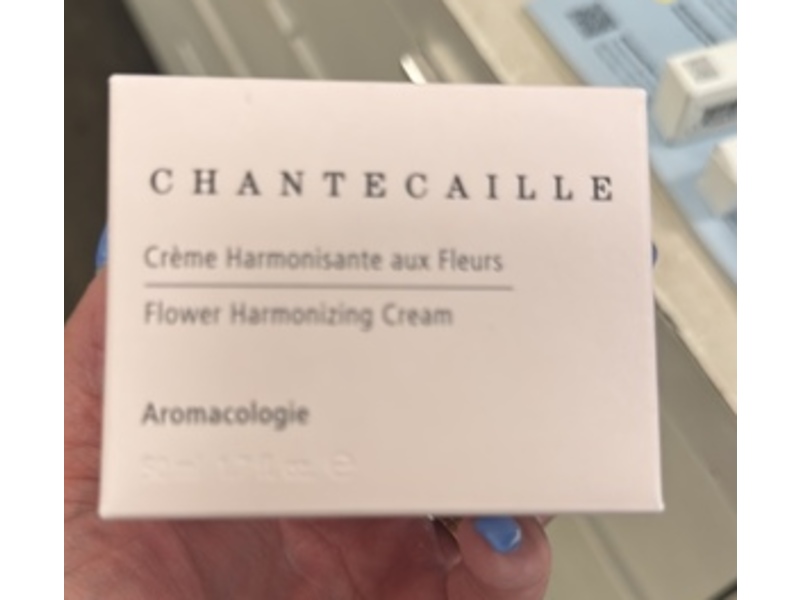 CHANTECAILLE
Crème Harmonisante aux Fleurs
Flower Harmonizing Cream
Aromacologie